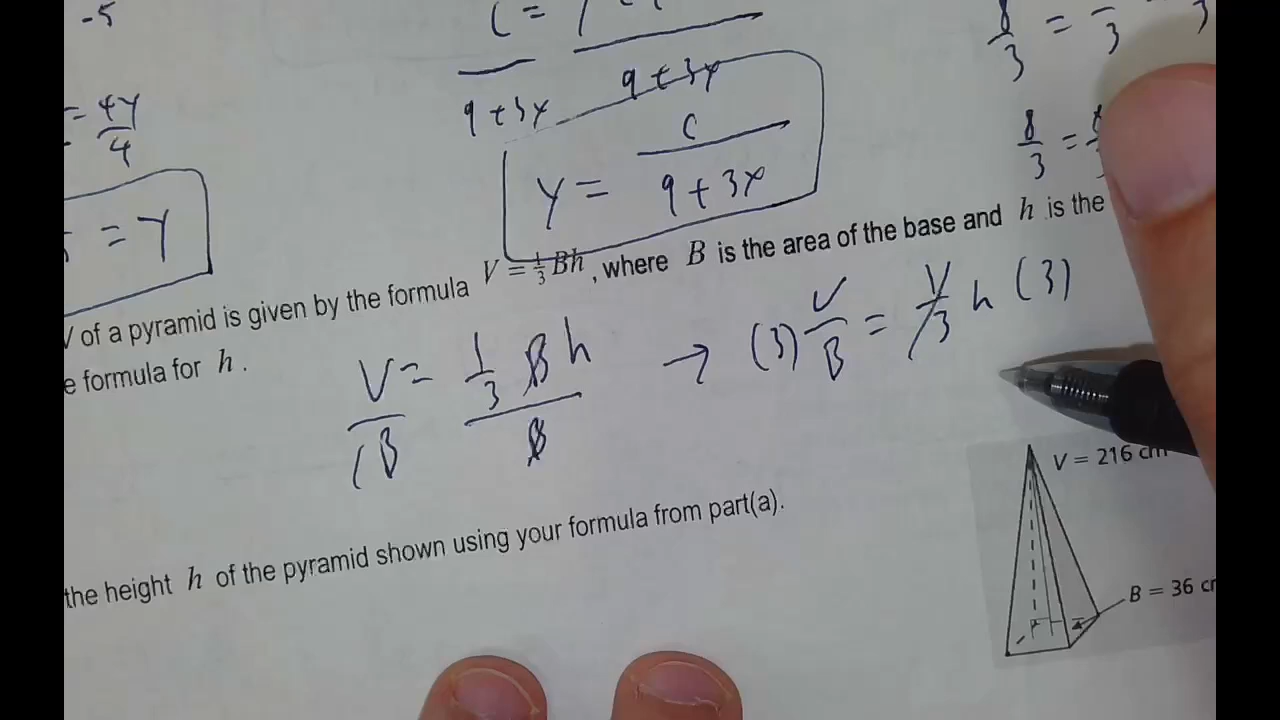 -5
C =
9 + 3x
9 + 3x
= 4Y/4
8/3 =
/3
3
8/3 =
y = C/(9 + 3x)
= Y
V of a pyramid is given by the formula V = 1/3 Bh, where B is the area of the base and h is the
e formula for h.
V/B = 1/3 B h/B → (3) V/B = 1/3 h (3)
V = 216 cm
the height h of the pyramid shown using your formula from part(a).
B = 36 cm